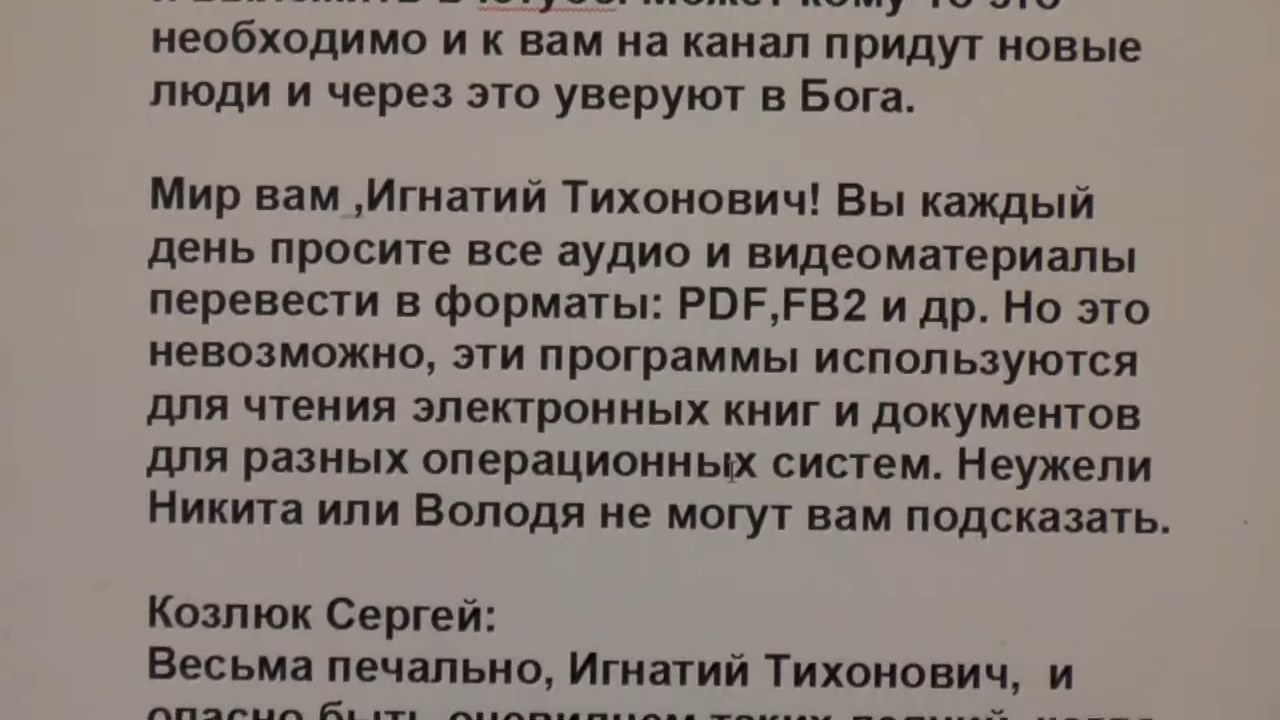 необходимо и к вам на канал придут новые
люди и через это уверуют в Бога.
Мир вам ,Игнатий Тихонович! Вы каждый
день просите все аудио и видеоматериалы
перевести в форматы: PDF,FB2 и др. Но это
невозможно, эти программы используются
для чтения электронных книг и документов
для разных операционных систем. Неужели
Никита или Володя не могут вам подсказать.
Козлюк Сергей:
Весьма печально, Игнатий Тихонович, и